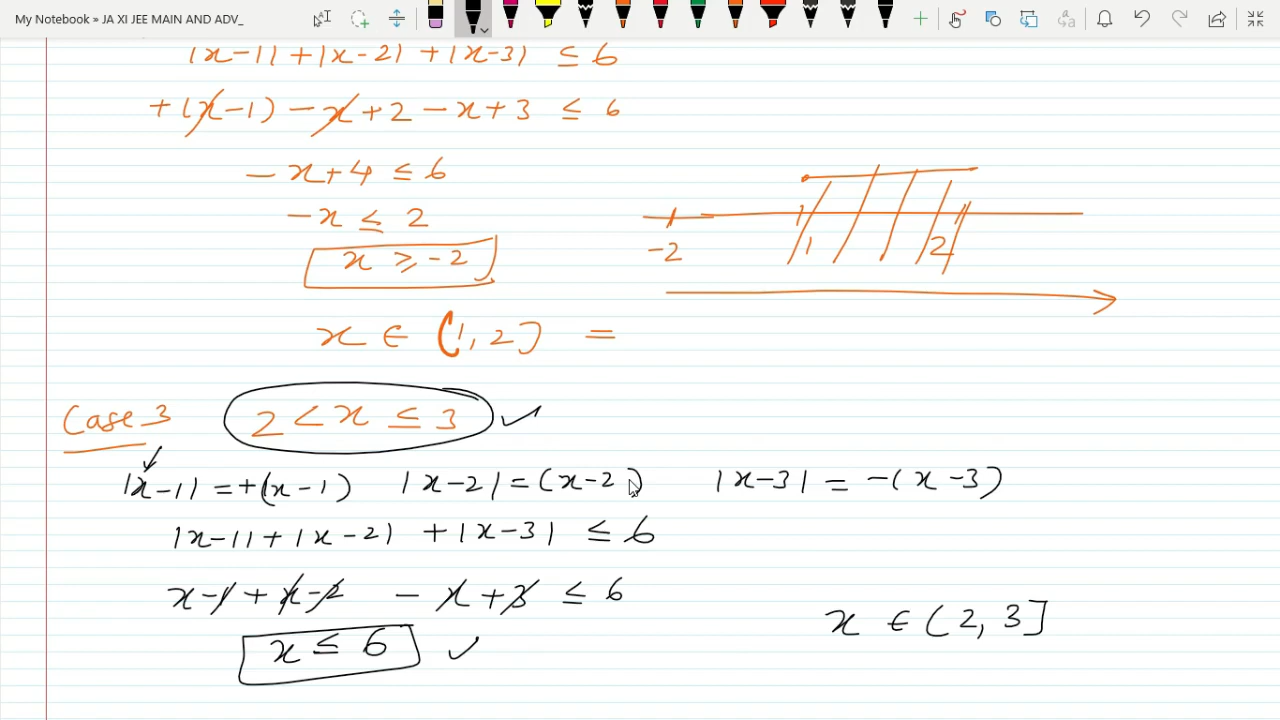 My Notebook » JA XI JEE MAIN AND ADV_
|x-1|+|x-2|+|x-3| ≤ 6
+(x-1)-x+2-x+3 ≤ 6
-x+4 ≤ 6
-x ≤ 2
x ≥ -2
-2 1 2
x ∈ (1,2] =
Case 3 2 < x ≤ 3 ✓
|x-1| = +(x-1) |x-2| = (x-2) |x-3| = -(x-3)
|x-1|+|x-2|+|x-3| ≤ 6
x-1+x-2-x+3 ≤ 6
x ∈ (2,3]
x ≤ 6 ✓